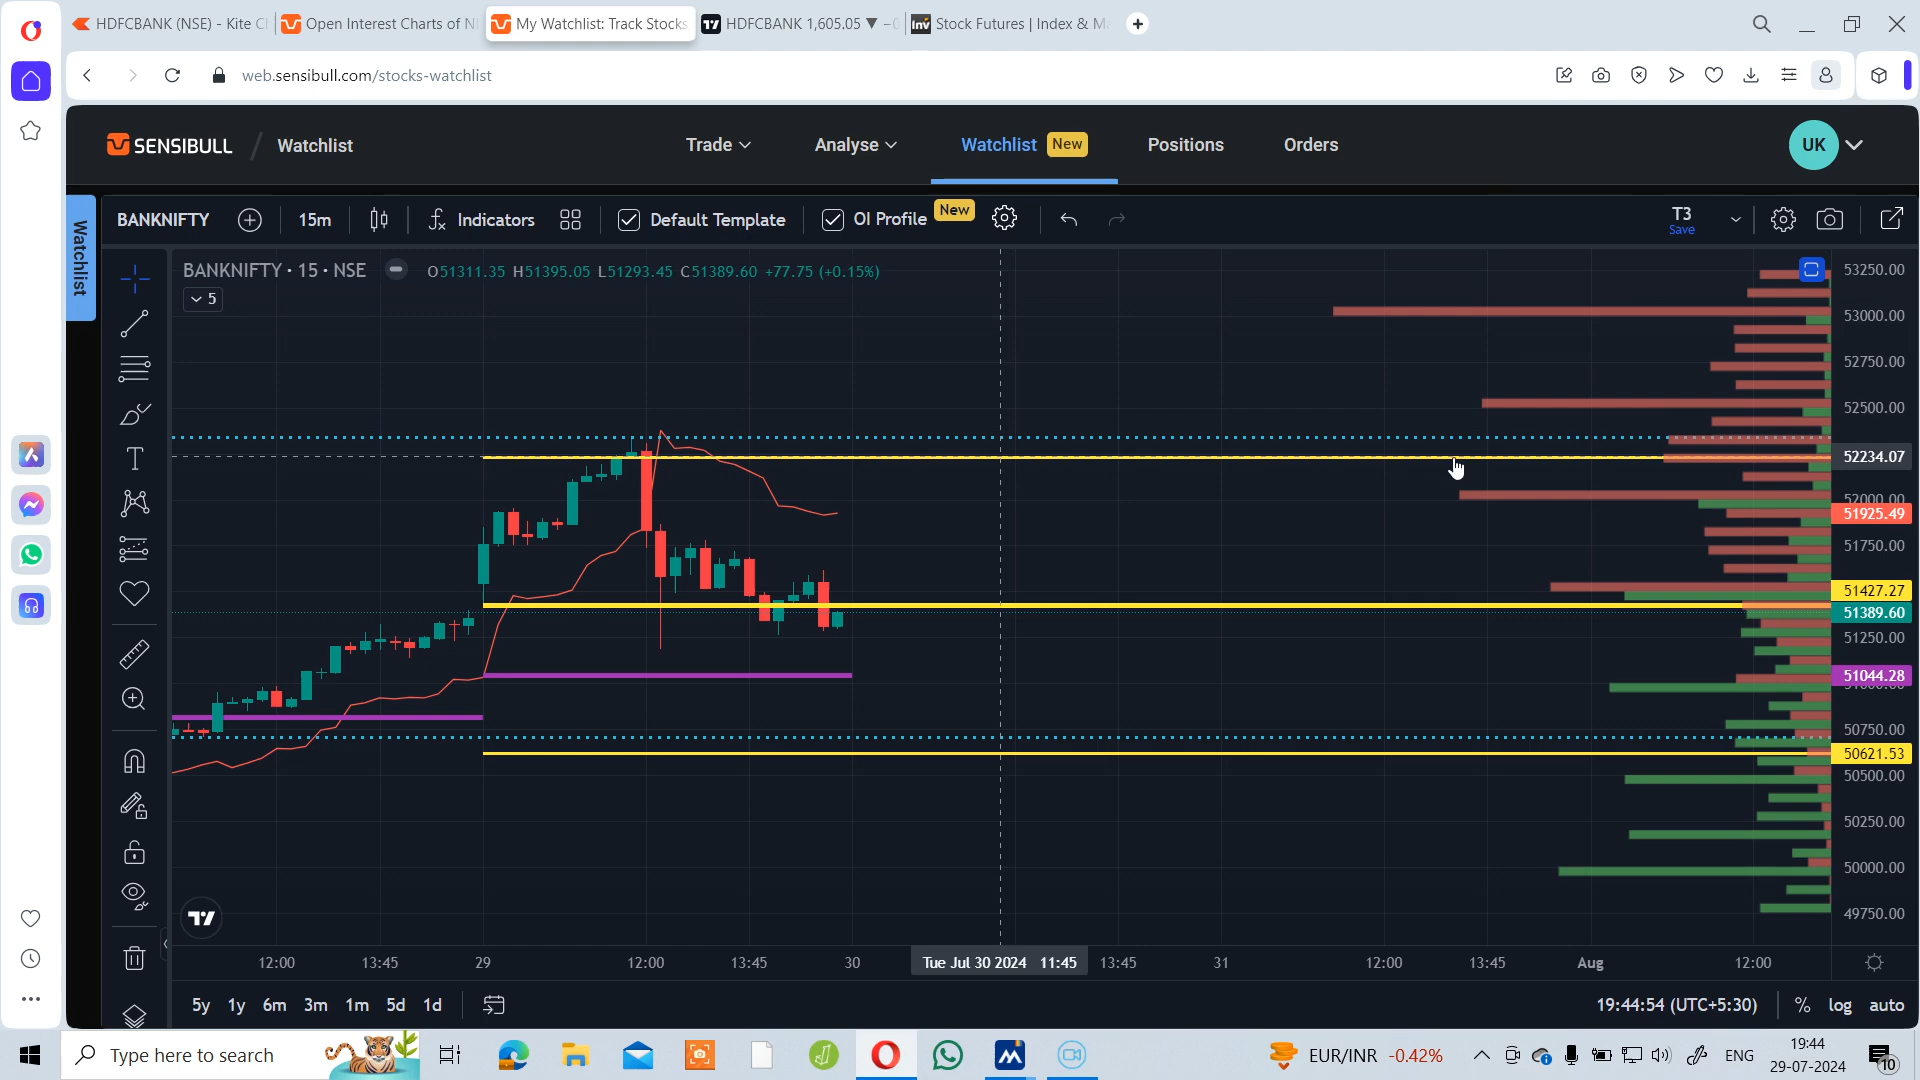 HDFCBANK (NSE) - Kite C
Open Interest Charts of N
My Watchlist: Track Stocks
HDFCBANK 1,605.05 ▼ −
Stock Futures | Index & M
web.sensibull.com/stocks-watchlist
SENSIBULL / Watchlist
Trade
Analyse
Watchlist New
Positions
Orders
UK
Watchlist
BANKNIFTY
15m
Indicators
Default Template
OI Profile New
T3
Save
BANKNIFTY · 15 · NSE
O51311.35 H51395.05 L51293.45 C51389.60 +77.75 (+0.15%)
5
53250.00
53000.00
52750.00
52500.00
52234.07
52000.00
51925.49
51750.00
51427.27
51389.60
51250.00
51044.28
50750.00
50621.53
50500.00
50250.00
50000.00
49750.00
12:00 13:45 29 12:00 13:45 30 Tue Jul 30 2024 11:45 13:45 31 12:00 13:45 Aug 12:00
5y 1y 6m 3m 1m 5d 1d
19:44:54 (UTC+5:30) % log auto
Type here to search
EUR/INR -0.42%
ENG
19:44
29-07-2024
10